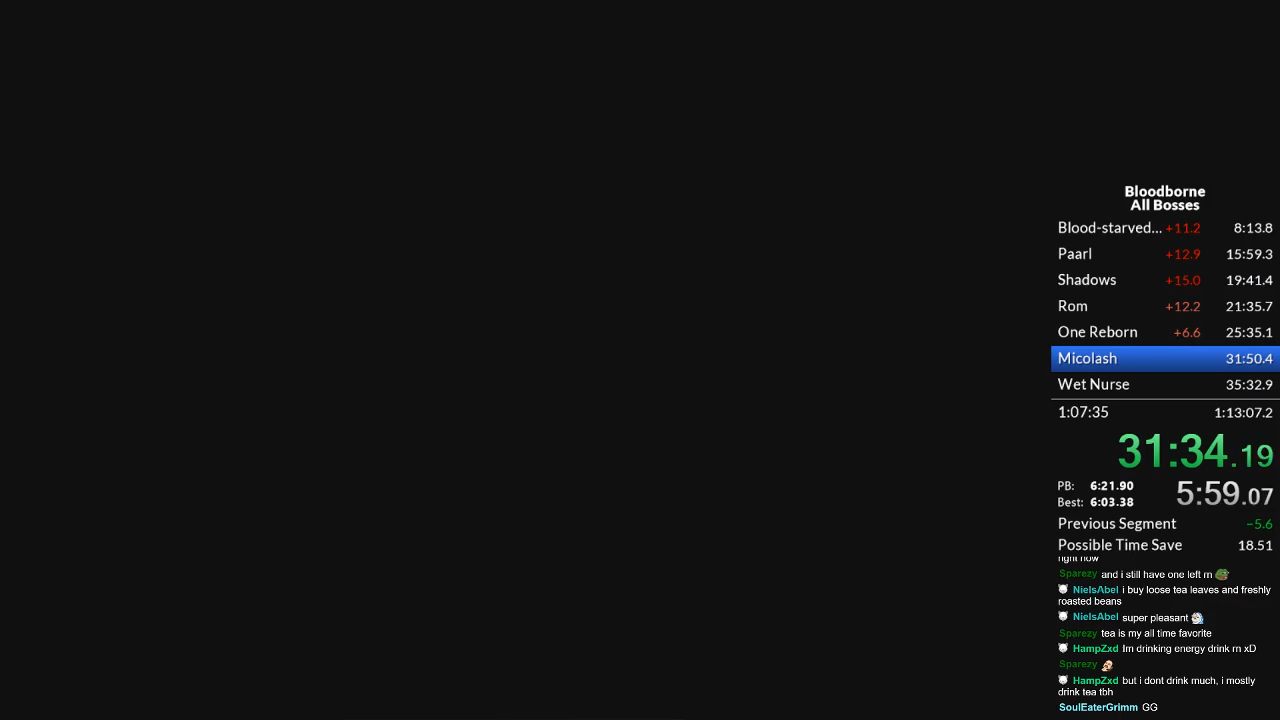 Bloodborne
All Bosses
Blood-starved... +11.2 8:13.8
Paarl +12.9 15:59.3
Shadows +15.0 19:41.4
Rom +12.2 21:35.7
One Reborn +6.6 25:35.1
Micolash 31:50.4
Wet Nurse 35:32.9
1:07:35 1:13:07.2
31:34.19
PB: 6:21.90 5:59.07
Best: 6:03.38
Previous Segment −5.6
Possible Time Save 18.51
right now
Sparezy and i still have one left rn
NielsAbel i buy loose tea leaves and freshly
roasted beans
NielsAbel super pleasant
Sparezy tea is my all time favorite
HampZxd Im drinking energy drink rn xD
Sparezy
HampZxd but i dont drink much, i mostly
drink tea tbh
SoulEaterGrimm GG